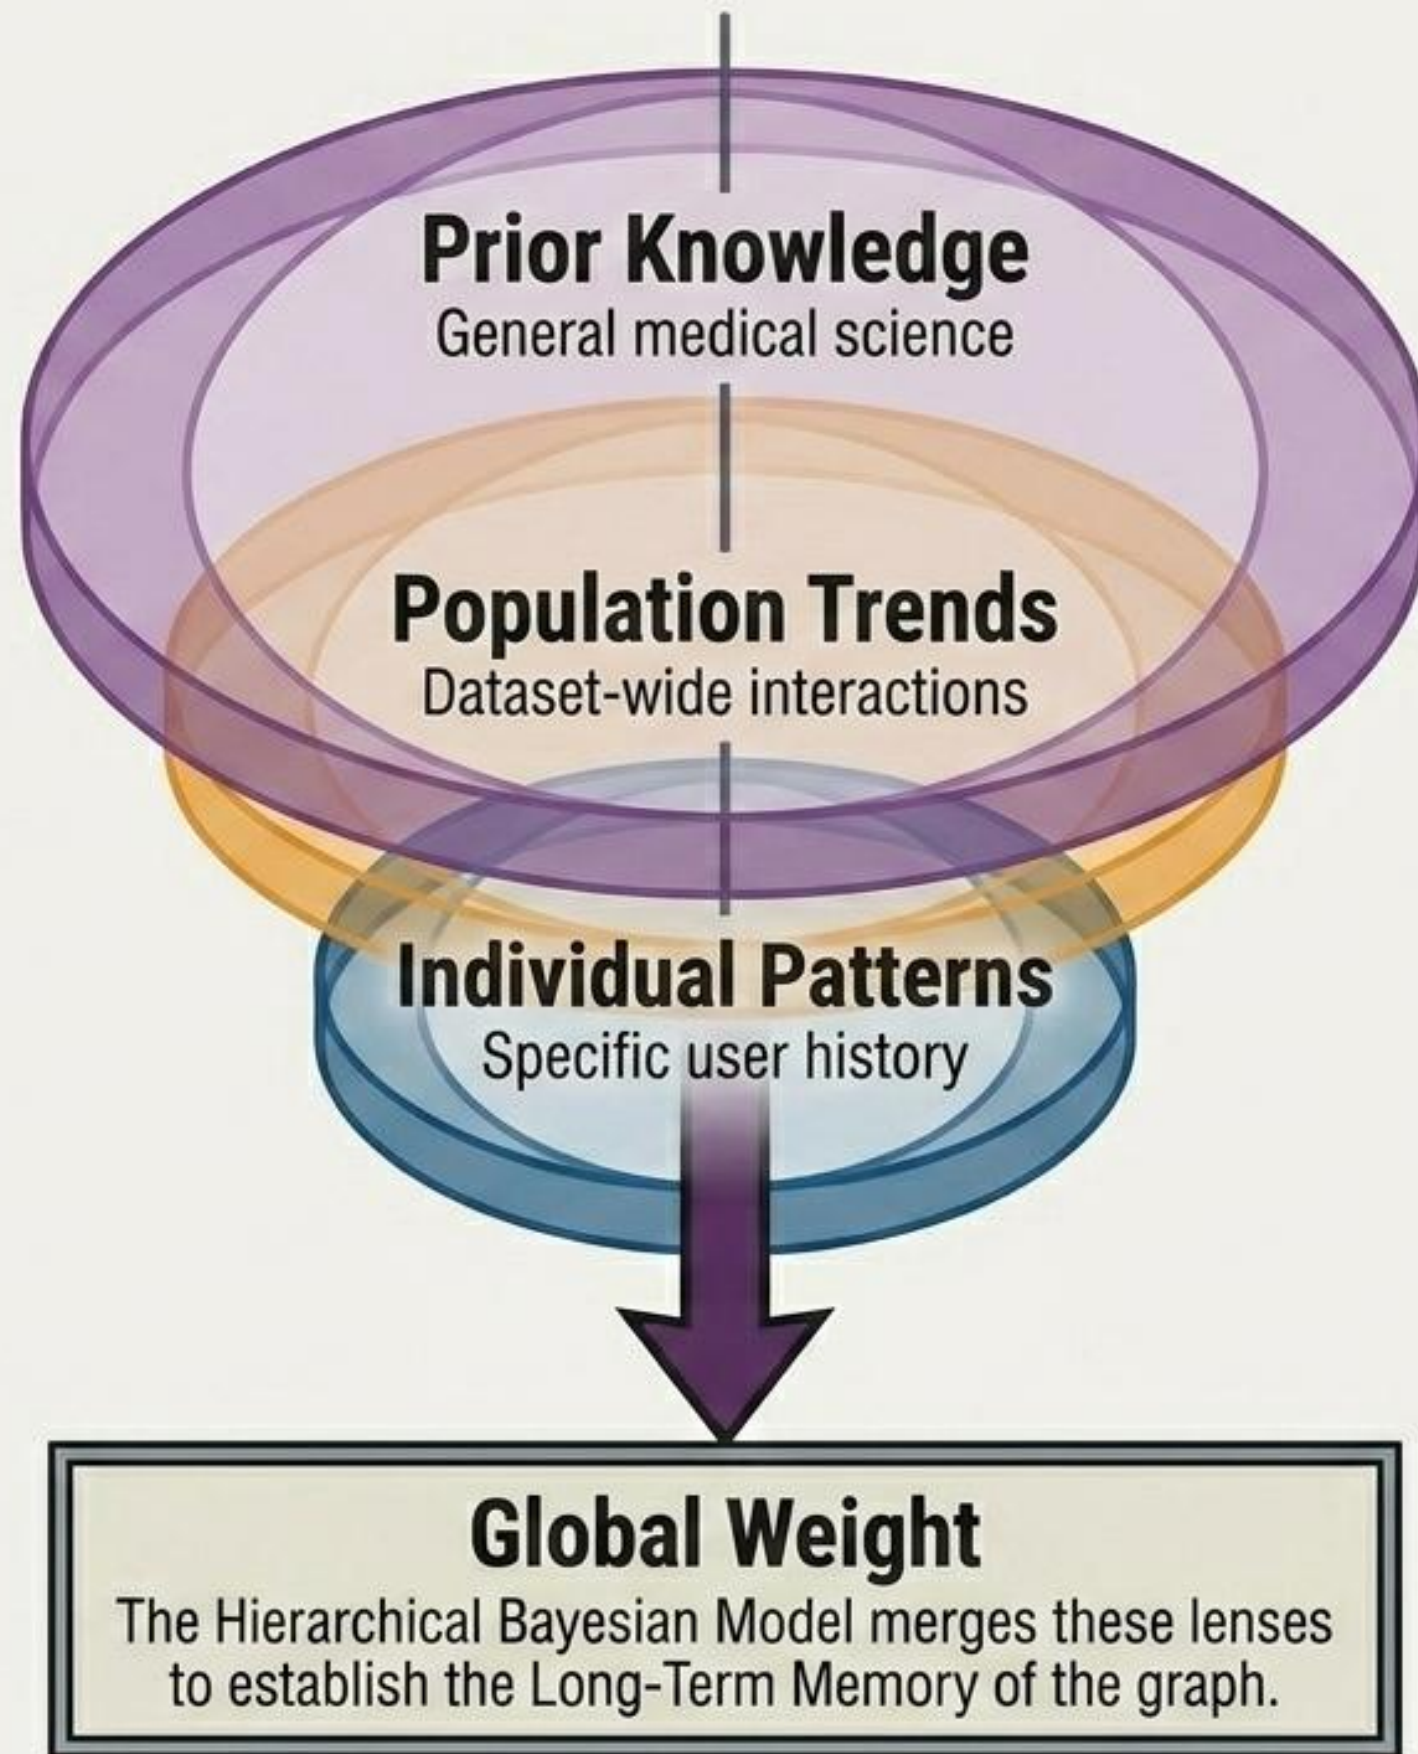 Prior Knowledge
General medical science
Population Trends
Dataset-wide interactions
Individual Patterns
Specific user history
Global Weight
The Hierarchical Bayesian Model merges these lenses
to establish the Long-Term Memory of the graph.